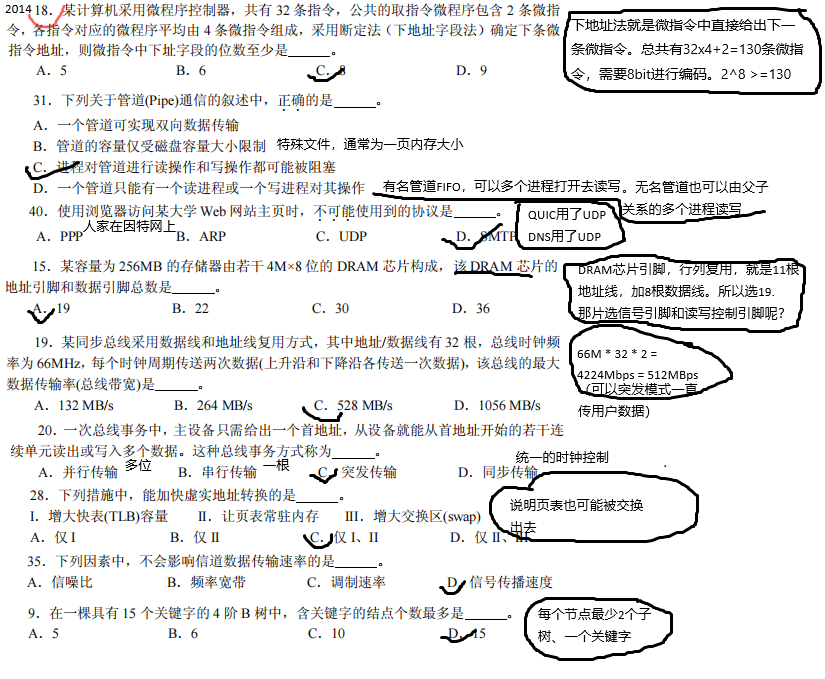 2014 18．某计算机采用微程序控制器，共有 32 条指令，公共的取指令微程序包含 2 条微指
令，各指令对应的微程序平均由 4 条微指令组成，采用断定法（下地址字段法）确定下条微
指令地址，则微指令中下址字段的位数至少是______。
A．5 B．6 C．8 D．9
下地址法就是微指令中直接给出下一
条微指令。总共有32x4+2=130条微指
令，需要8bit进行编码。2^8 >=130
31．下列关于管道(Pipe)通信的叙述中，正确的是______。
A．一个管道可实现双向数据传输
B．管道的容量仅受磁盘容量大小限制 特殊文件，通常为一页内存大小
C．进程对管道进行读操作和写操作都可能被阻塞
D．一个管道只能有一个读进程或一个写进程对其操作 有名管道FIFO，可以多个进程打开去读写。无名管道也可以由父子
关系的多个进程读写
40．使用浏览器访问某大学 Web 网站主页时，不可能使用到的协议是______。
A．PPP 人家在因特网上 B．ARP C．UDP D．SMTP
QUIC用了UDP
DNS用了UDP
15．某容量为 256MB 的存储器由若干 4M×8 位的 DRAM 芯片构成，该 DRAM 芯片的
地址引脚和数据引脚总数是______。
A．19 B．22 C．30 D．36
DRAM芯片引脚，行列复用，就是11根
地址线，加8根数据线。所以选19.
那片选信号引脚和读写控制引脚呢?
19．某同步总线采用数据线和地址线复用方式，其中地址/数据线有 32 根，总线时钟频
率为 66MHz，每个时钟周期传送两次数据(上升沿和下降沿各传送一次数据)，该总线的最大
数据传输率(总线带宽)是______。
A．132 MB/s B．264 MB/s C．528 MB/s D．1056 MB/s
66M * 32 * 2 =
4224Mbps = 512MBps
（可以突发模式一直
传用户数据)
20．一次总线事务中，主设备只需给出一个首地址，从设备就能从首地址开始的若干连
续单元读出或写入多个数据。这种总线事务方式称为______。
A．并行传输 多位 B．串行传输 一根 C．突发传输 D．同步传输 统一的时钟控制
28．下列措施中，能加快虚实地址转换的是______。
I．增大快表(TLB)容量 II．让页表常驻内存 III．增大交换区(swap)
A．仅 I B．仅 II C．仅 I、II D．仅 II、III
说明页表也可能被交换
出去
35．下列因素中，不会影响信道数据传输速率的是______。
A．信噪比 B．频率宽带 C．调制速率 D．信号传播速度
9．在一棵具有 15 个关键字的 4 阶 B 树中，含关键字的结点个数最多是______。
A．5 B．6 C．10 D．15
每个节点最少2个子
树、一个关键字